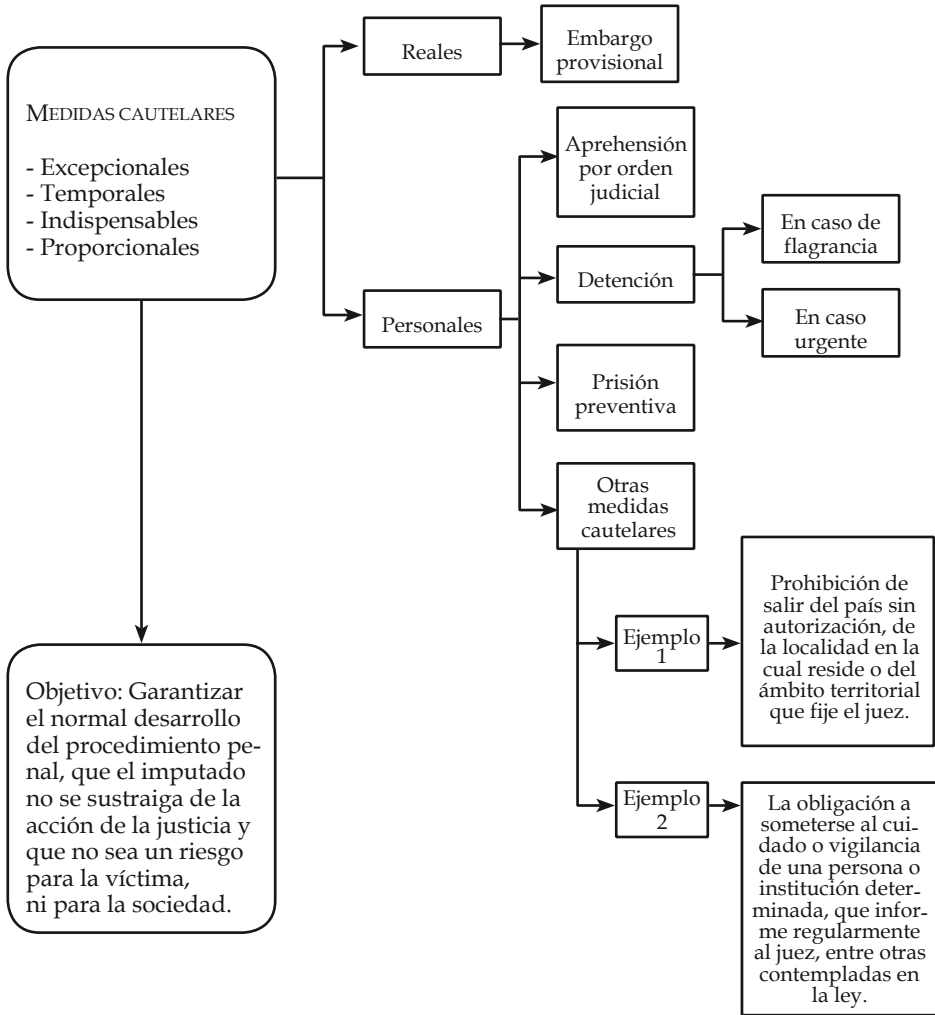 MEDIDAS CAUTELARES
- Excepcionales
- Temporales
- Indispensables
- Proporcionales
Reales
Embargo
provisional
Personales
Aprehensión
por orden
judicial
Detención
En caso de
flagrancia
En caso
urgente
Prisión
preventiva
Otras
medidas
cautelares
Ejemplo
1
Prohibición de
salir del país sin
autorización, de
la localidad en la
cual reside o del
ámbito territorial
que fije el juez.
Ejemplo
2
La obligación a
someterse al cui-
dado o vigilancia
de una persona o
institución deter-
minada, que infor-
me regularmente
al juez, entre otras
contempladas en
la ley.
Objetivo: Garantizar
el normal desarrollo
del procedimiento pe-
nal, que el imputado
no se sustraiga de la
acción de la justicia y
que no sea un riesgo
para la víctima,
ni para la sociedad.